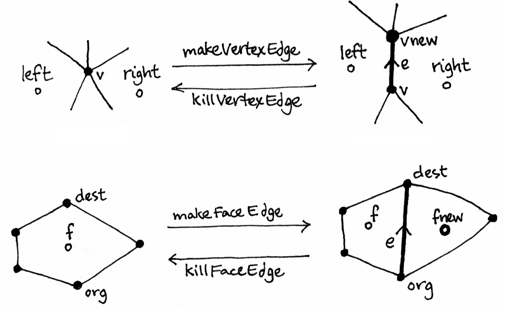 left
v
right
makeVertexEdge
killVertexEdge
left
vnew
e
right
v
dest
f
org
makeFaceEdge
killFaceEdge
dest
f
fnew
e
org